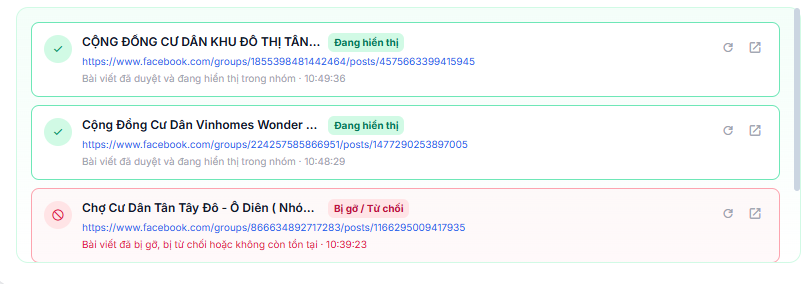 CỘNG ĐỒNG CƯ DÂN KHU ĐÔ THỊ TÂN... Đang hiển thị
https://www.facebook.com/groups/1855398481442464/posts/4575663399415945
Bài viết đã duyệt và đang hiển thị trong nhóm · 10:49:36
Cộng Đồng Cư Dân Vinhomes Wonder ... Đang hiển thị
https://www.facebook.com/groups/224257585866951/posts/1477290253897005
Bài viết đã duyệt và đang hiển thị trong nhóm · 10:48:29
Chợ Cư Dân Tân Tây Đô - Ô Diên ( Nhó... Bị gỡ / Từ chối
https://www.facebook.com/groups/866634892717283/posts/1166295009417935
Bài viết đã bị gỡ, bị từ chối hoặc không còn tồn tại · 10:39:23